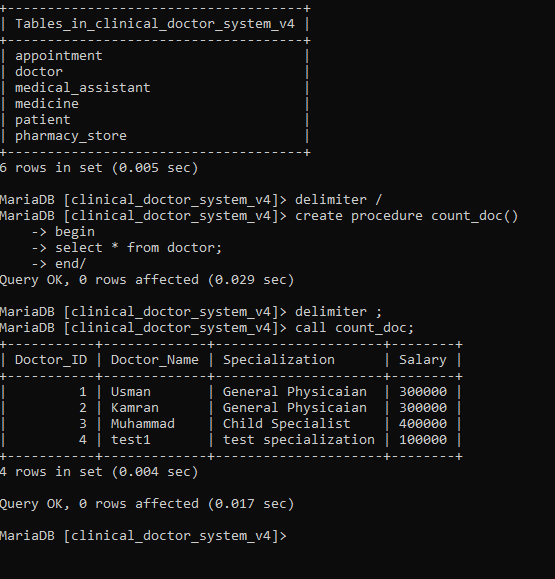 +-------------------------------------+
| Tables_in_clinical_doctor_system_v4 |
+-------------------------------------+
| appointment                         |
| doctor                              |
| medical_assistant                   |
| medicine                            |
| patient                             |
| pharmacy_store                      |
+-------------------------------------+
6 rows in set (0.005 sec)

MariaDB [clinical_doctor_system_v4]> delimiter /
MariaDB [clinical_doctor_system_v4]> create procedure count_doc()
    -> begin
    -> select * from doctor;
    -> end/
Query OK, 0 rows affected (0.029 sec)

MariaDB [clinical_doctor_system_v4]> delimiter ;
MariaDB [clinical_doctor_system_v4]> call count_doc;
+-----------+-------------+---------------------+--------+
| Doctor_ID | Doctor_Name | Specialization      | Salary |
+-----------+-------------+---------------------+--------+
|         1 | Usman       | General Physicaian  | 300000 |
|         2 | Kamran      | General Physicaian  | 300000 |
|         3 | Muhammad    | Child Specialist    | 400000 |
|         4 | test1       | test specialization | 100000 |
+-----------+-------------+---------------------+--------+
4 rows in set (0.004 sec)

Query OK, 0 rows affected (0.017 sec)

MariaDB [clinical_doctor_system_v4]>